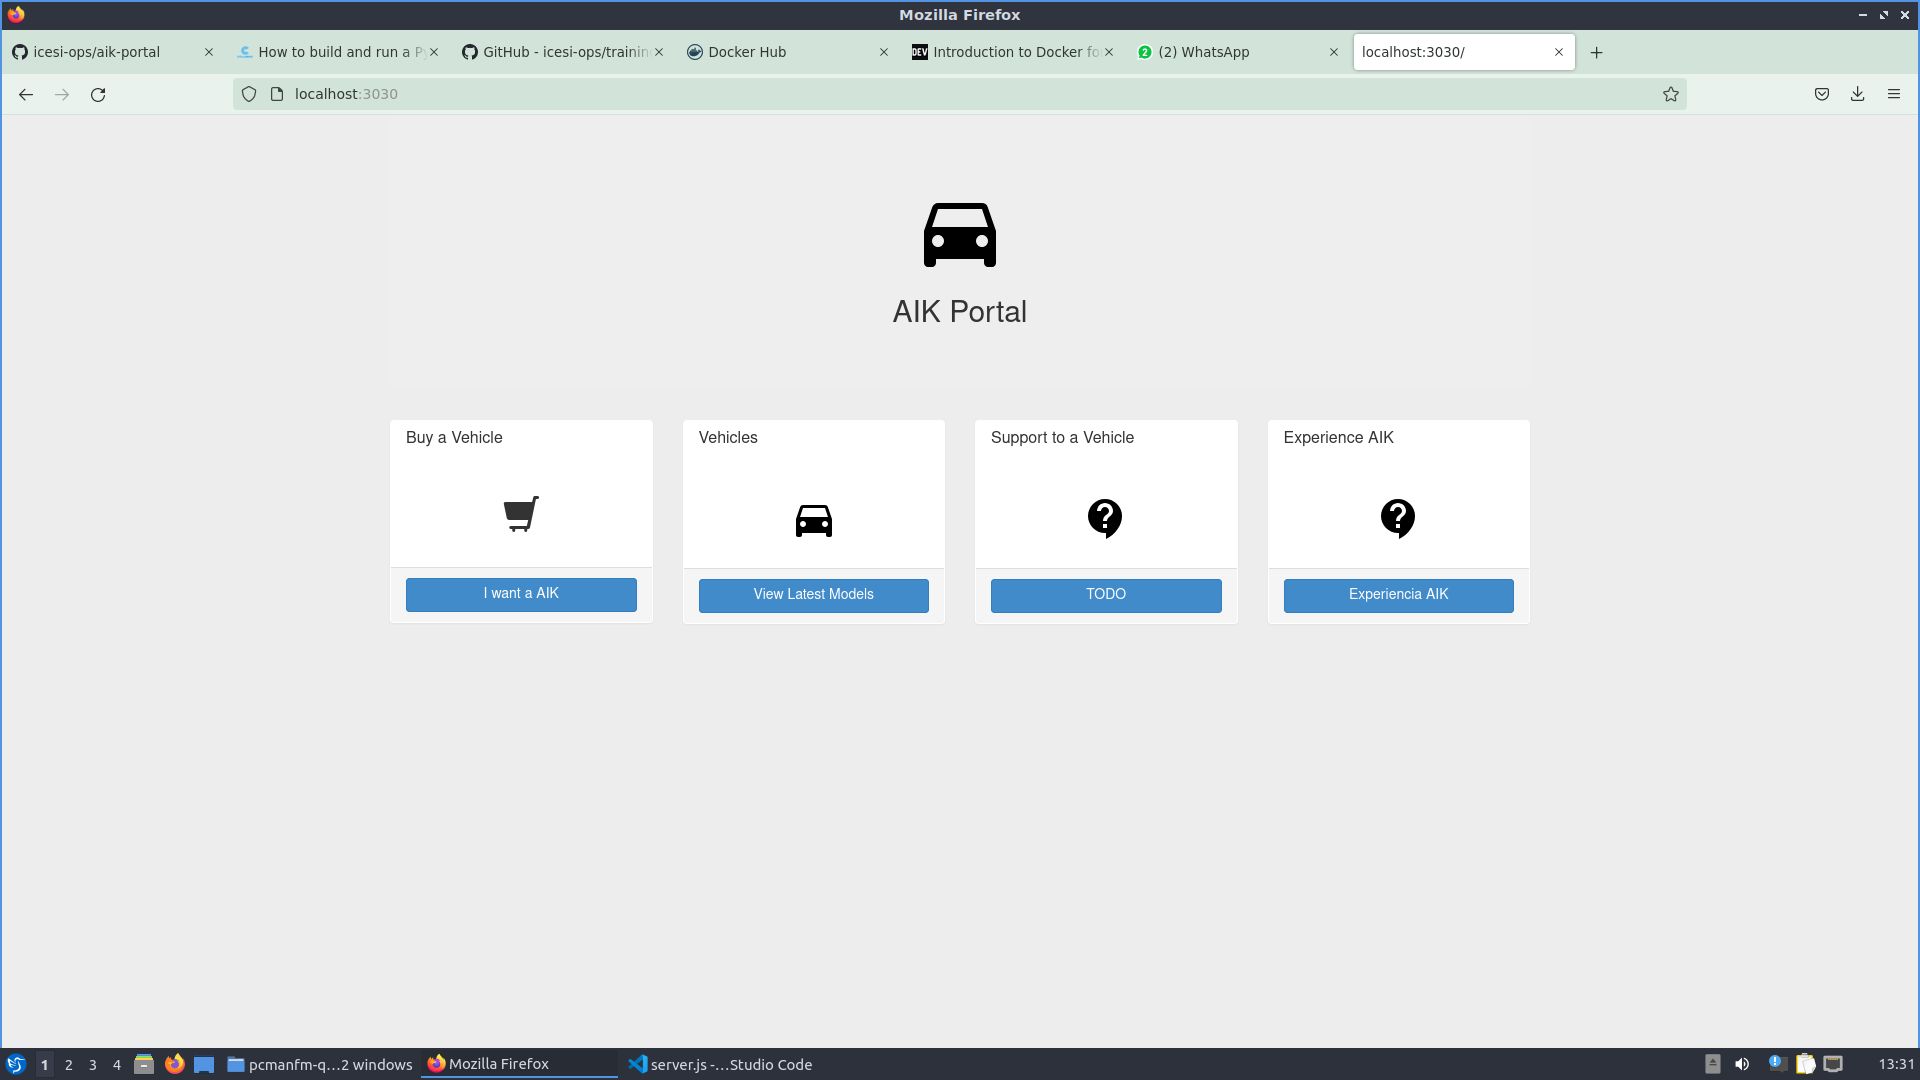 Mozilla Firefox
icesi-ops/aik-portal
How to build and run a Py
GitHub - icesi-ops/trainin
Docker Hub
DEV
Introduction to Docker fo
2
(2) WhatsApp
localhost:3030/
localhost:3030
AIK Portal
Buy a Vehicle
Vehicles
Support to a Vehicle
Experience AIK
I want a AIK
View Latest Models
TODO
Experiencia AIK
1 2 3 4
pcmanfm-q...2 windows
Mozilla Firefox
server.js -...Studio Code
13:31